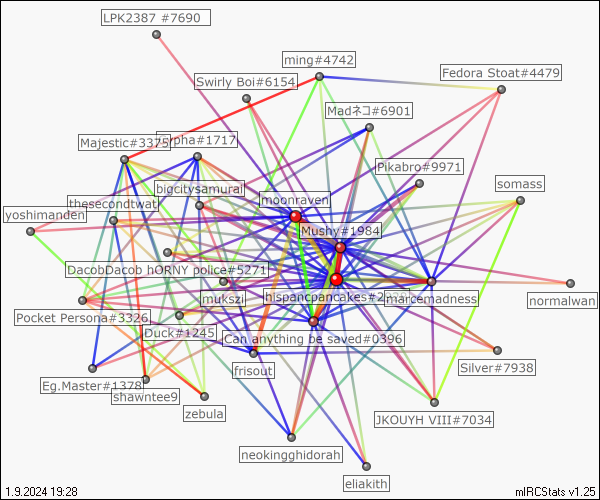 LPK2387 #7690
ming#4742
Fedora Stoat#4479
Swirly Boi#6154
Madネコ#6901
Majestic#3375
rpha#1717
Pikabro#9971
bigcitysamurai
somass
moonraven
thesecondtwat
yoshimanden
Mushy#1984
DacobDacob hORNY police#5271
lmukszi
hispancpancakes#2
marcemadness
normalwan
Pocket Persona#3326
Duck#1245
Can anything be saved#0396
frisout
Silver#7938
Eg.Master#1378
shawntee9
zebula
JKOUYH VIII#7034
neokingghidorah
eliakith
1.9.2024 19:28
mIRCStats v1.25